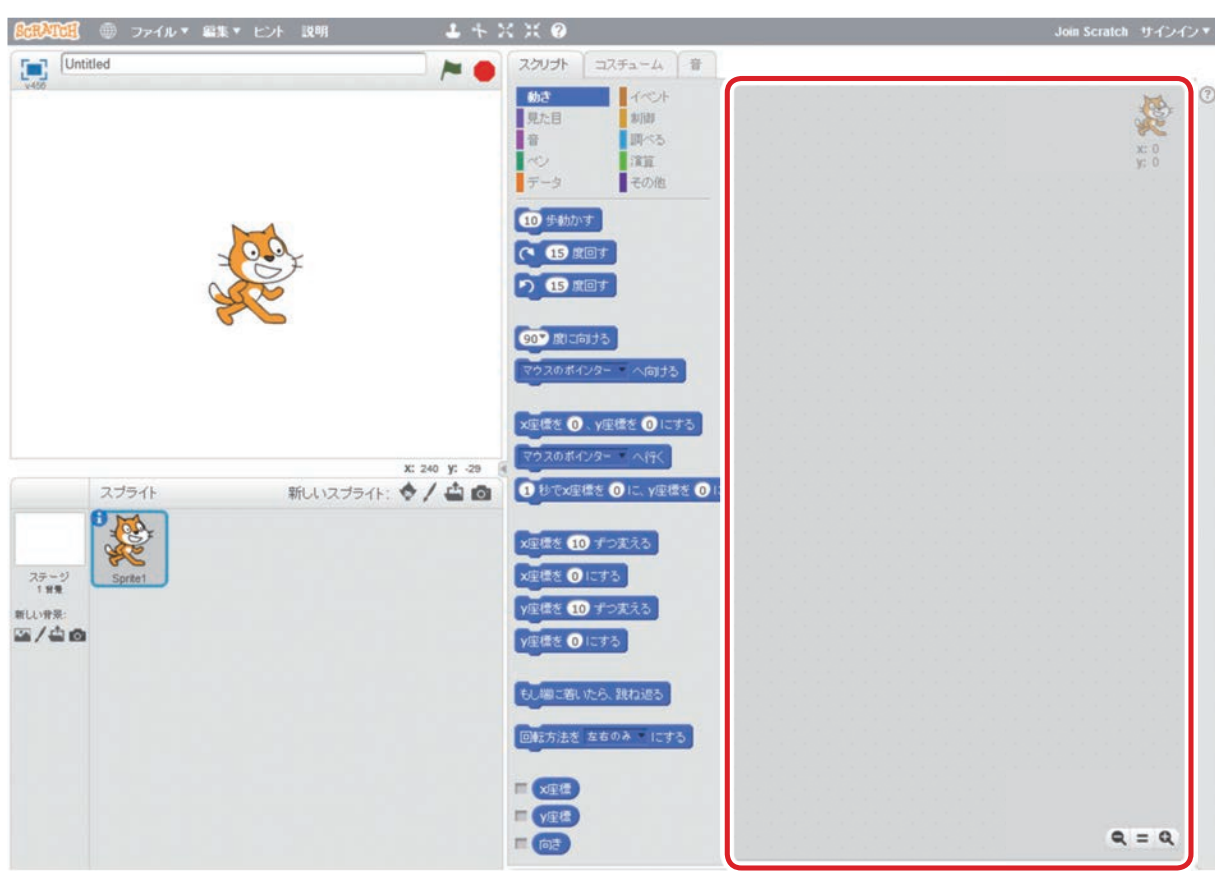 SCRATCH ファイル 編集 ヒント 説明 Join Scratch サインイン
Untitled
v456
x: 240 y: -29
スプライト 新しいスプライト:
ステージ
1 背景
新しい背景:
Sprite1
スクリプト コスチューム 音
動き イベント
見た目 制御
音 調べる
ペン 演算
データ その他
10 歩動かす
15 度回す
15 度回す
90 度に向ける
マウスのポインター へ向ける
x座標を 0 、y座標を 0 にする
マウスのポインター へ行く
1 秒でx座標を 0 に、y座標を 0 に
x座標を 10 ずつ変える
x座標を 0 にする
y座標を 10 ずつ変える
y座標を 0 にする
もし端に着いたら、跳ね返る
回転方法を 左右のみ にする
x座標
y座標
向き
x: 0
y: 0